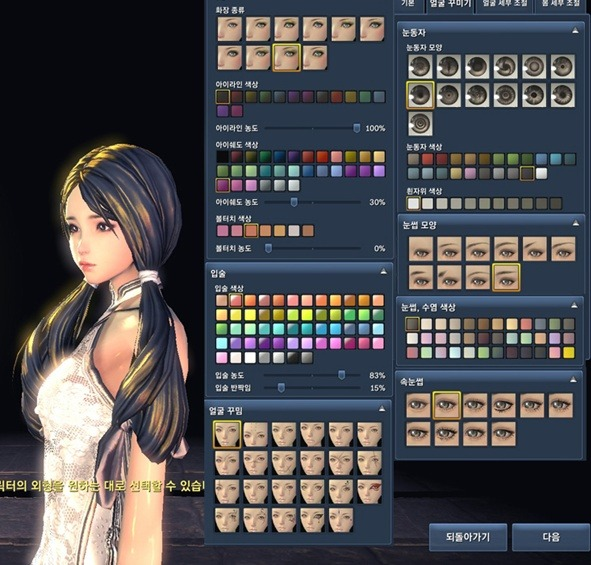 기본
얼굴 꾸미기
얼굴 세부 조절
몸 세부 조절
화장 종류
아이라인 색상
아이라인 농도 100%
아이쉐도 색상
아이쉐도 농도 30%
볼터치 색상
볼터치 농도 0%
입술
입술 색상
입술 농도 83%
입술 반짝임 15%
얼굴 꾸밈
눈동자
눈동자 모양
눈동자 색상
흰자위 색상
눈썹 모양
눈썹, 수염 색상
속눈썹
릭터의 외형을 원하는 대로 선택할 수 있습니
되돌아가기
다음